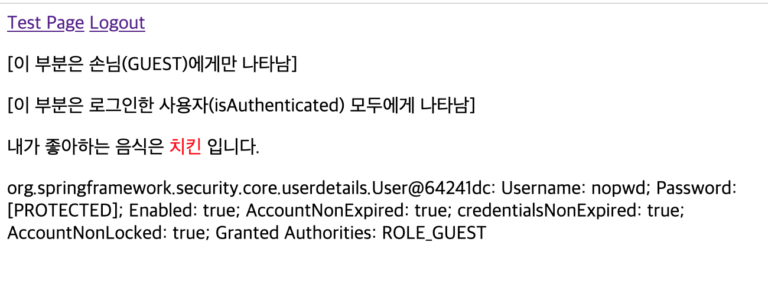 Test Page Logout
[이 부분은 손님(GUEST)에게만 나타남]
[이 부분은 로그인한 사용자(isAuthenticated) 모두에게 나타남]
내가 좋아하는 음식은 치킨 입니다.
org.springframework.security.core.userdetails.User@64241dc: Username: nopwd; Password:
[PROTECTED]; Enabled: true; AccountNonExpired: true; credentialsNonExpired: true;
AccountNonLocked: true; Granted Authorities: ROLE_GUEST